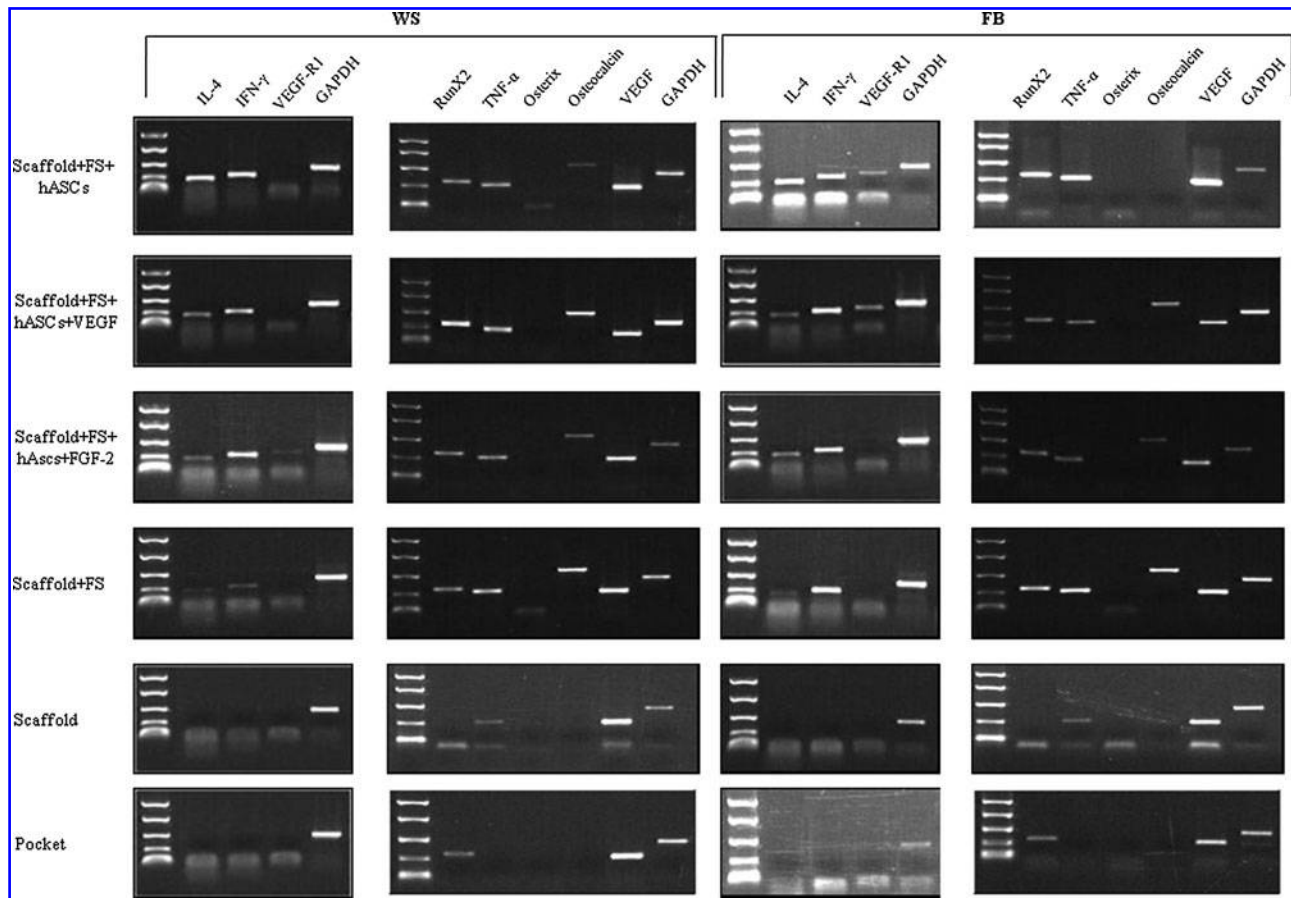 WS FB
IL-4 IFN-γ VEGF-R1 GAPDH RunX2 TNF-α Osterix Osteocalcin VEGF GAPDH IL-4 IFN-γ VEGF-R1 GAPDH RunX2 TNF-α Osterix Osteocalcin VEGF GAPDH
Scaffold+FS+
hASCs
Scaffold+FS+
hASCs+VEGF
Scaffold+FS+
hAscs+FGF-2
Scaffold+FS
Scaffold
Pocket